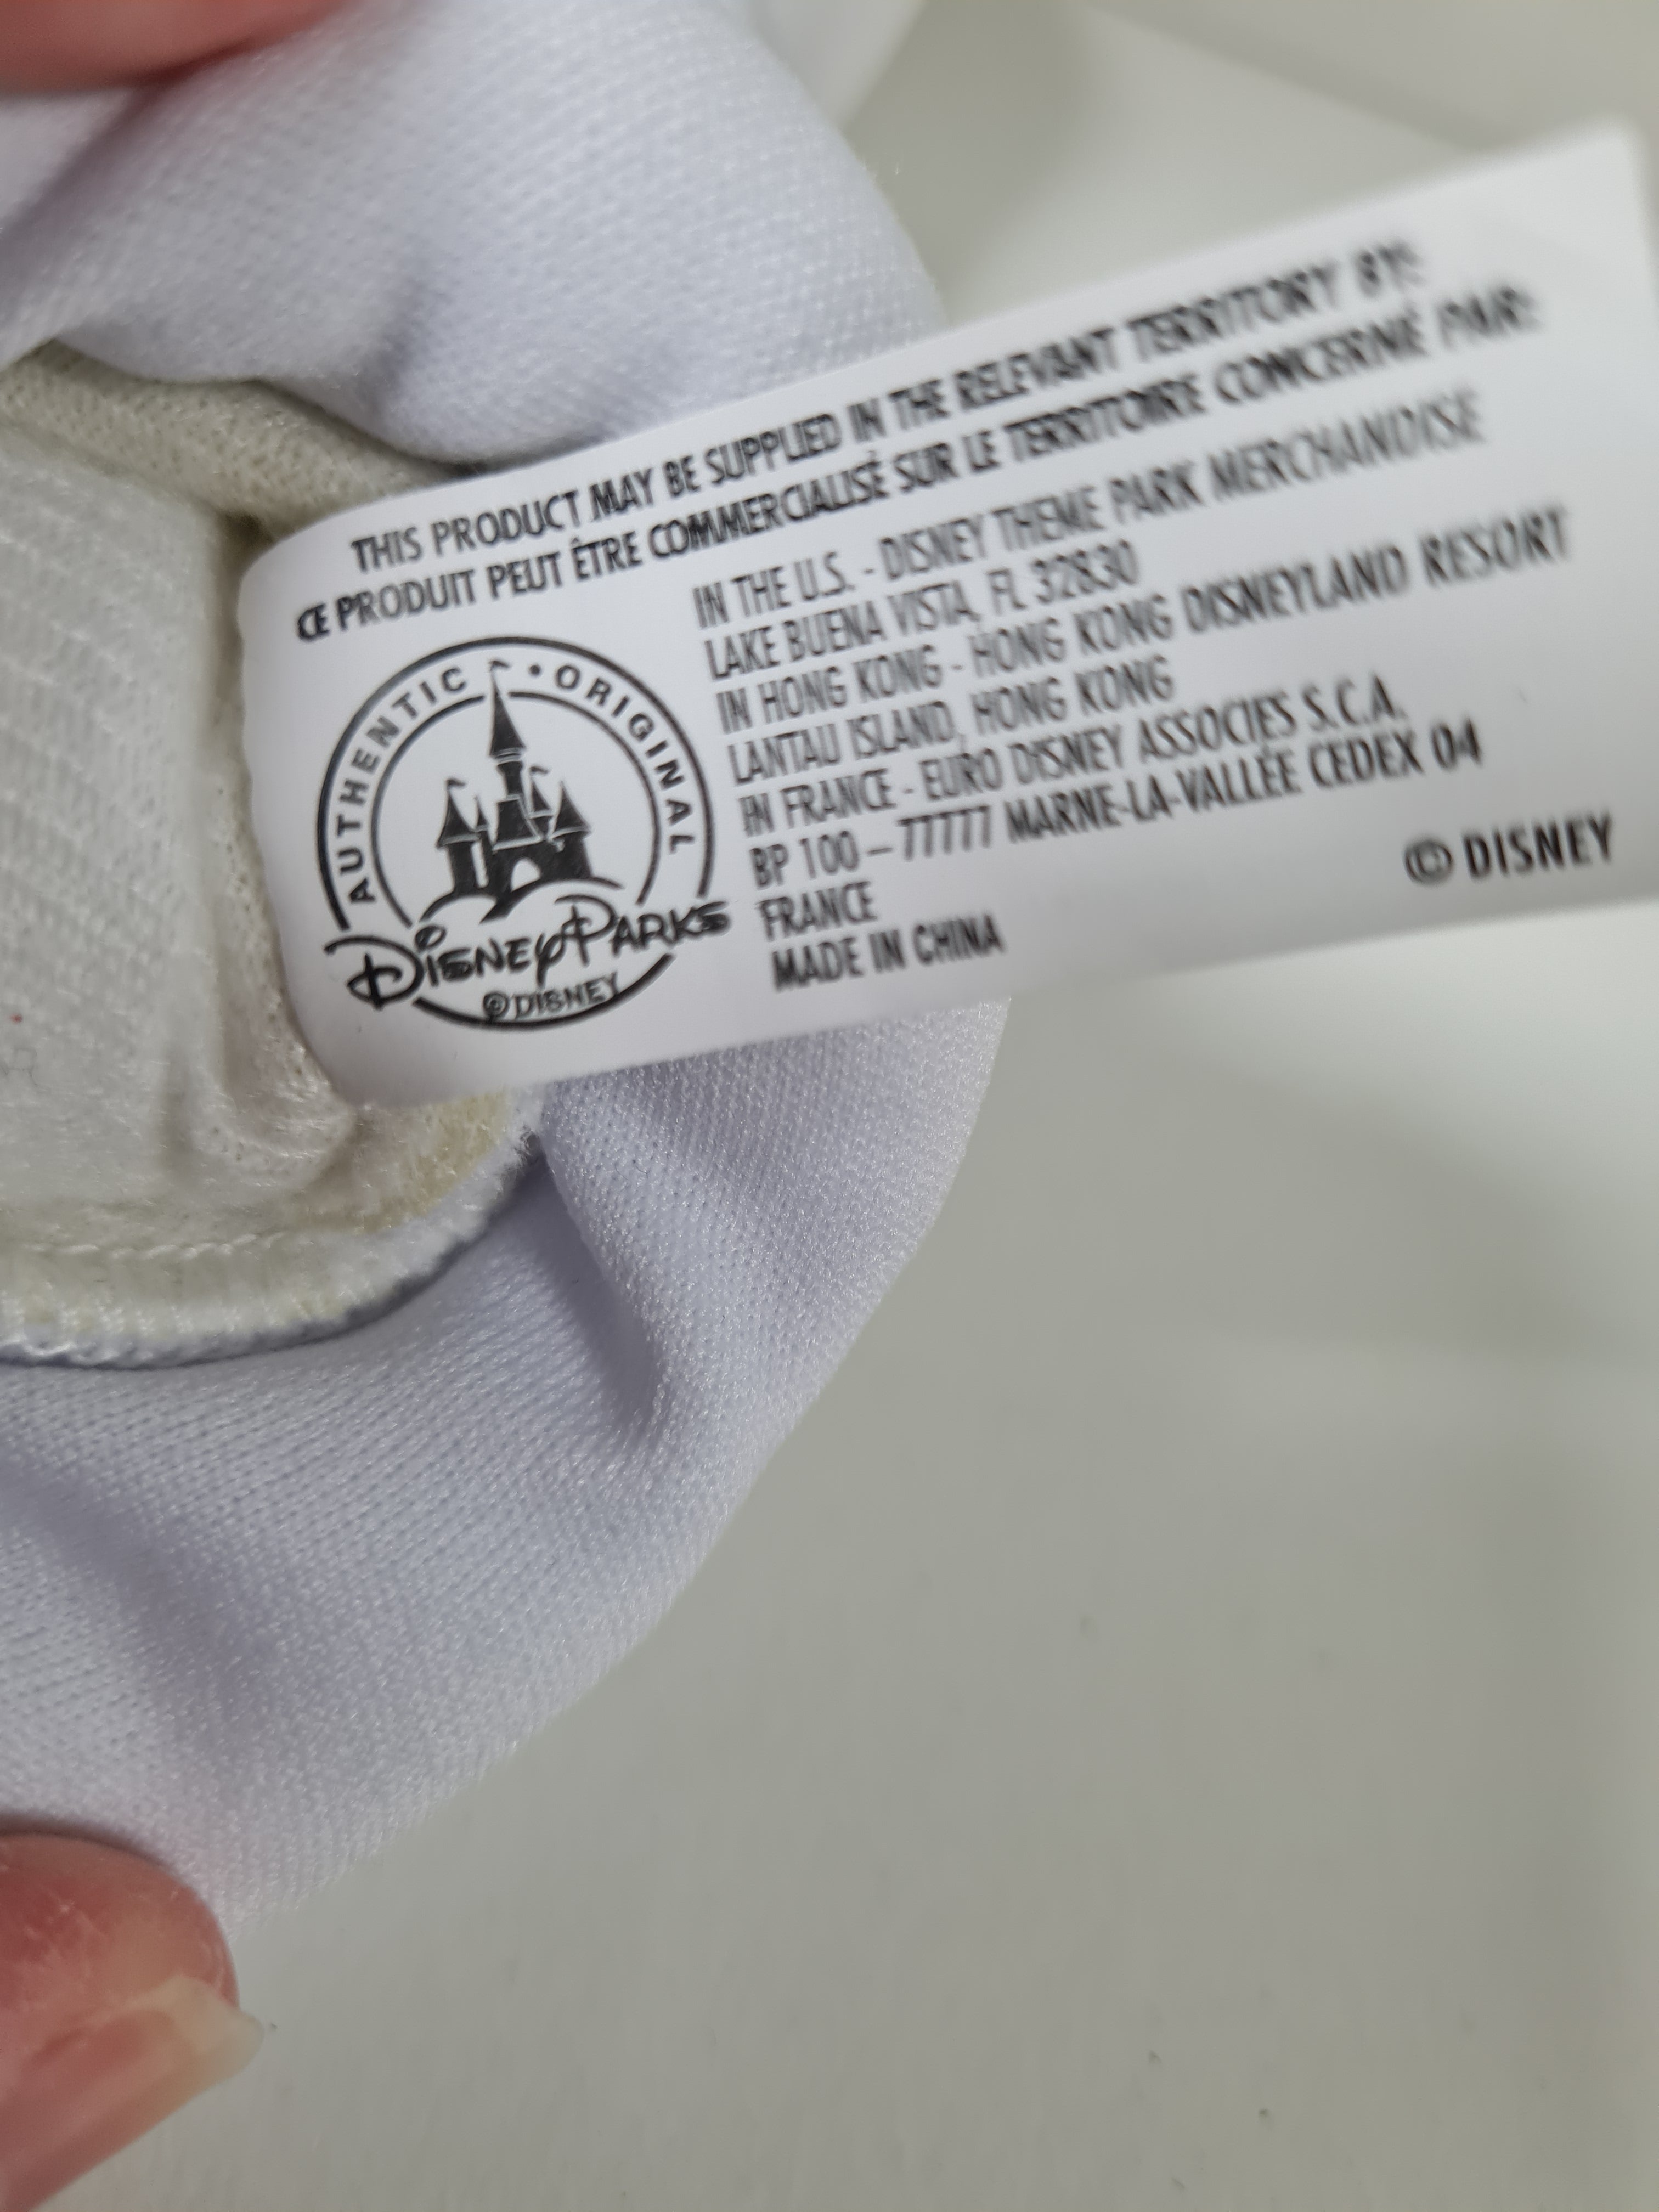 THIS PRODUCT MAY BE SUPPLIED IN THE RELEVANT TERRITORY BY:
CE PRODUIT PEUT ÊTRE COMMERCIALISÉ SUR LE TERRITOIRE CONCERNÉ PAR:
AUTHENTIC • ORIGINAL
DISNEY PARKS
©DISNEY
IN THE U.S. - DISNEY THEME PARK MERCHANDISE
LAKE BUENA VISTA, FL 32830
IN HONG KONG - HONG KONG DISNEYLAND RESORT
LANTAU ISLAND, HONG KONG
IN FRANCE - EURO DISNEY ASSOCIÉS S.C.A.
BP 100 – 77777 MARNE-LA-VALLÉE CEDEX 04
FRANCE
MADE IN CHINA
© DISNEY